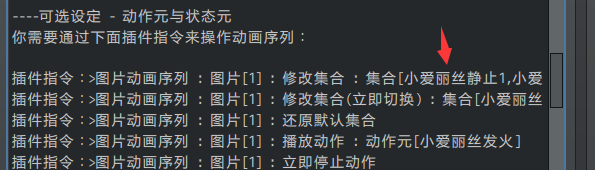 ----可选设定 - 动作元与状态元
你需要通过下面插件指令来操作动画序列：
插件指令：>图片动画序列 : 图片[1] : 修改集合 : 集合[小爱丽丝静止1,小爱
插件指令：>图片动画序列 : 图片[1] : 修改集合(立即切换) : 集合[小爱丽丝
插件指令：>图片动画序列 : 图片[1] : 还原默认集合
插件指令：>图片动画序列 : 图片[1] : 播放动作 : 动作元[小爱丽丝发火]
插件指令：>图片动画序列 : 图片[1] : 立即停止动作